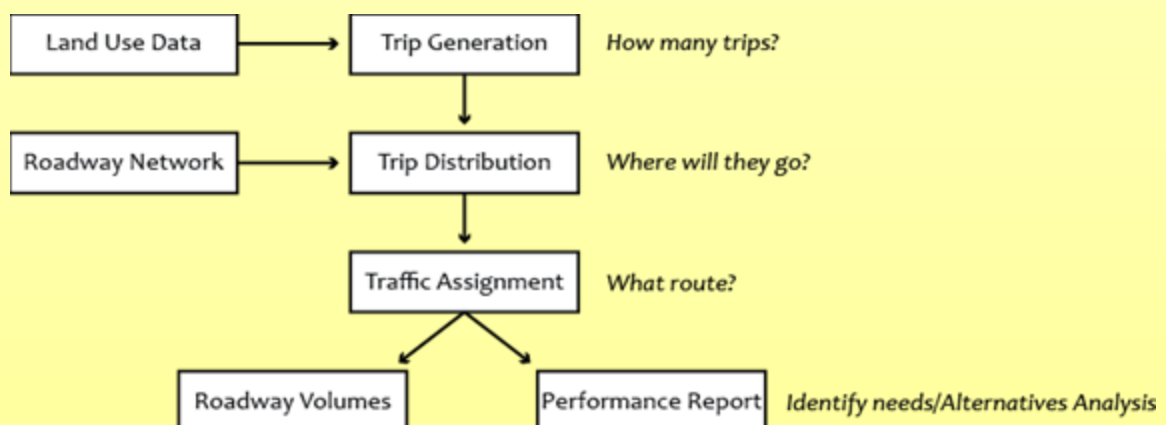 Land Use Data
Trip Generation
How many trips?
Roadway Network
Trip Distribution
Where will they go?
Traffic Assignment
What route?
Roadway Volumes
Performance Report
Identify needs/Alternatives Analysis